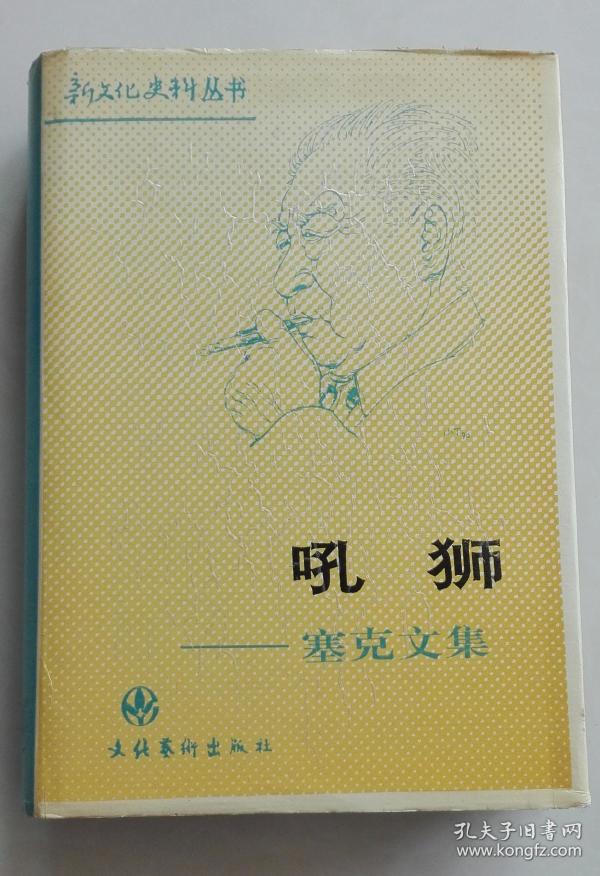 新文化史料丛书
吼狮
——塞克文集
文化艺術出版社
孔夫子旧书网
www.kongfz.com